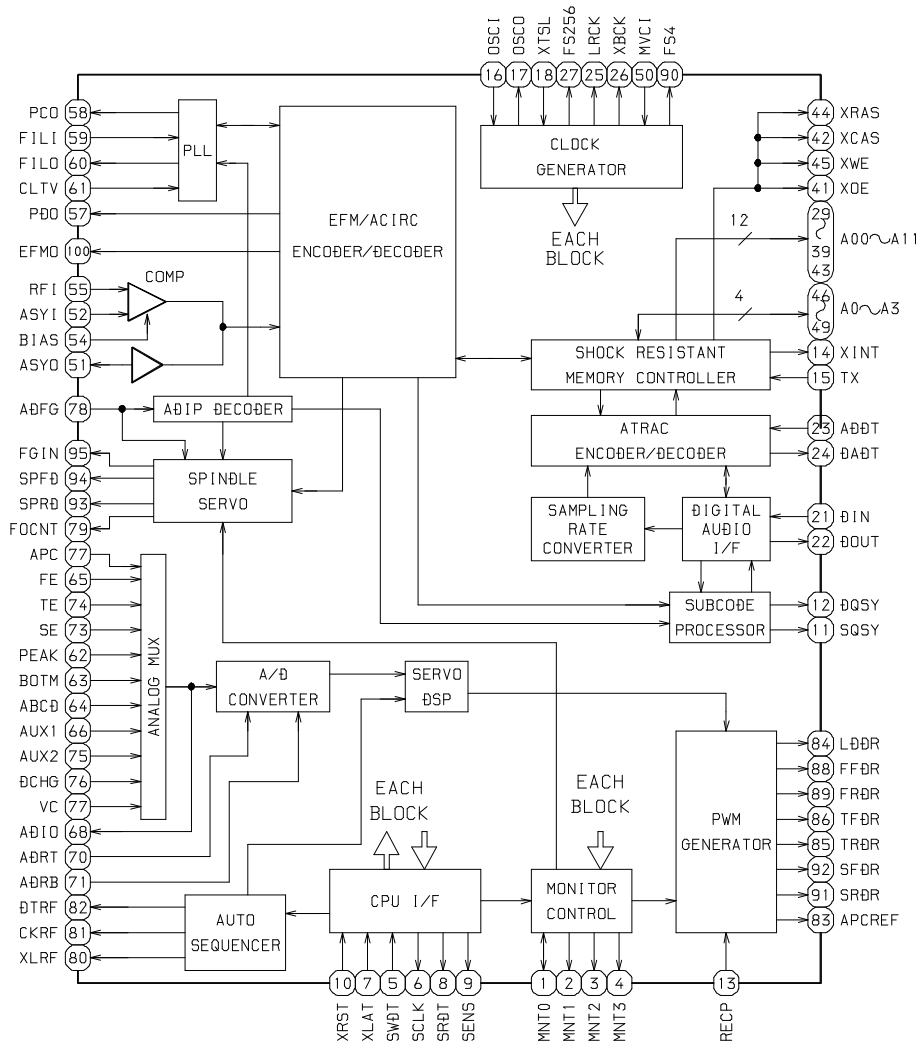 OSCI
OSCO
XTSL
FS256
LRCK
XBCK
MVCI
FS4
16
17
18
27
25
26
50
90
PCO 58
FILI 59
FILO 60
CLTV 61
PDO 57
EFMO 100
RFI 55
ASYI 52
BIAS 54
ASYO 51
ADFG 78
FGIN 95
SPFD 94
SPRD 93
FOCNT 79
APC 77
FE 65
TE 74
SE 73
PEAK 62
BOTM 63
ABCD 64
AUX1 66
AUX2 75
DCHG 76
VC 77
ADIO 68
ADRT 70
ADRB 71
DTRF 82
CKRF 81
XLRF 80
PLL
EFM/ACIRC
ENCODER/DECODER
CLOCK
GENERATOR
EACH
BLOCK
COMP
12
4
SHOCK RESISTANT
MEMORY CONTROLLER
ADIP DECODER
ATRAC
ENCODER/DECODER
SPINDLE
SERVO
SAMPLING
RATE
CONVERTER
DIGITAL
AUDIO
I/F
SUBCODE
PROCESSOR
ANALOG MUX
A/D
CONVERTER
SERVO
DSP
EACH
BLOCK
EACH
BLOCK
PWM
GENERATOR
CPU I/F
MONITOR
CONTROL
AUTO
SEQUENCER
44 XRAS
42 XCAS
45 XWE
41 XOE
29
39 A00~A11
43
46 A0~A3
49
14 XINT
15 TX
23 ADDT
24 DADT
21 DIN
22 DOUT
12 DQSY
11 SQSY
84 LDDR
88 FFDR
89 FRDR
86 TFDR
85 TRDR
92 SFDR
91 SRDR
83 APCREF
10
7
5
6
8
9
1
2
3
4
13
XRST
XLAT
SWDT
SCLK
SRDT
SENS
MNT0
MNT1
MNT2
MNT3
RECP